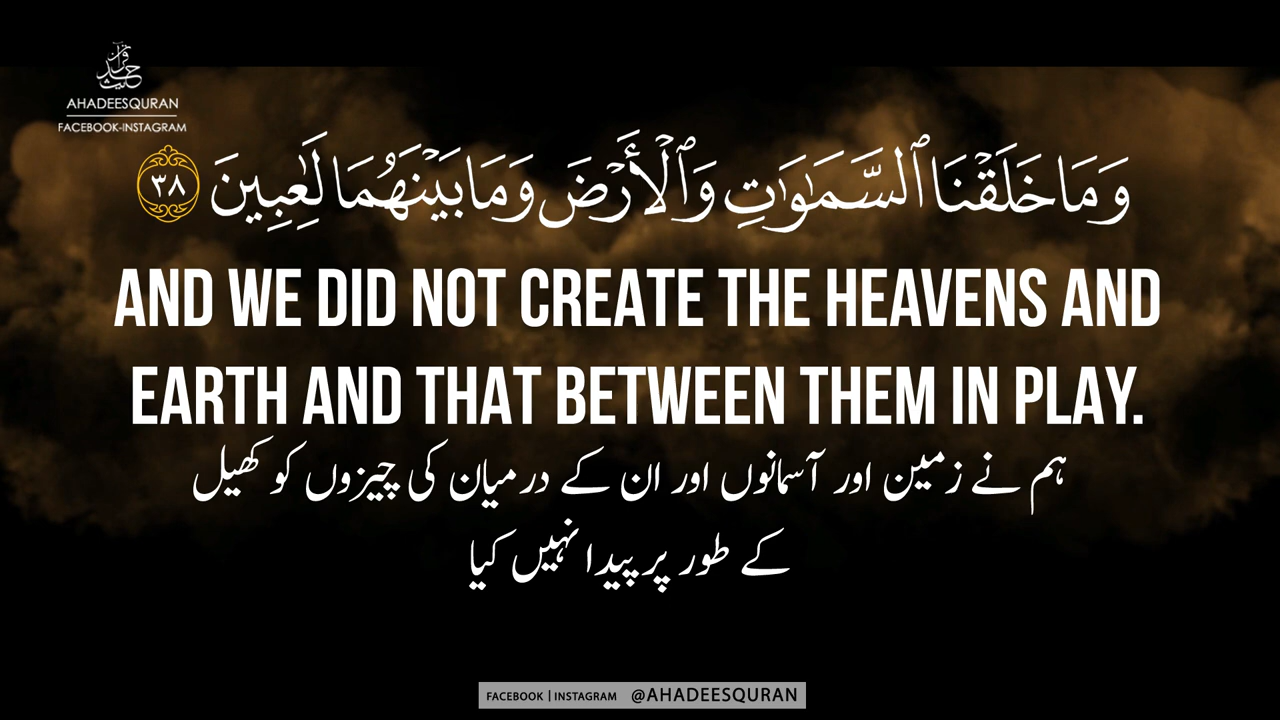 قرآن حدیث
AHADEESQURAN
FACEBOOK-INSTAGRAM
وَمَا خَلَقْنَا ٱلسَّمَـٰوَٰتِ وَٱلْأَرْضَ وَمَا بَيْنَهُمَا لَـٰعِبِينَ ٣٨
AND WE DID NOT CREATE THE HEAVENS AND
EARTH AND THAT BETWEEN THEM IN PLAY.
ہم نے زمین اور آسمانوں اور ان کے درمیان کی چیزوں کو کھیل
کے طور پر پیدا نہیں کیا
FACEBOOK | INSTAGRAM @AHADEESQURAN